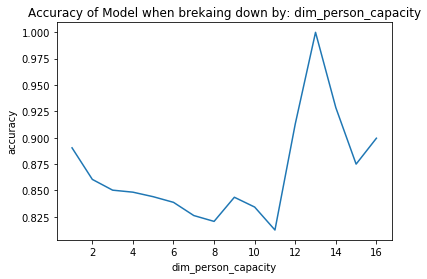 Accuracy of Model when brekaing down by: dim_person_capacity
accuracy
1.000
0.975
0.950
0.925
0.900
0.875
0.850
0.825
2 4 6 8 10 12 14 16
dim_person_capacity